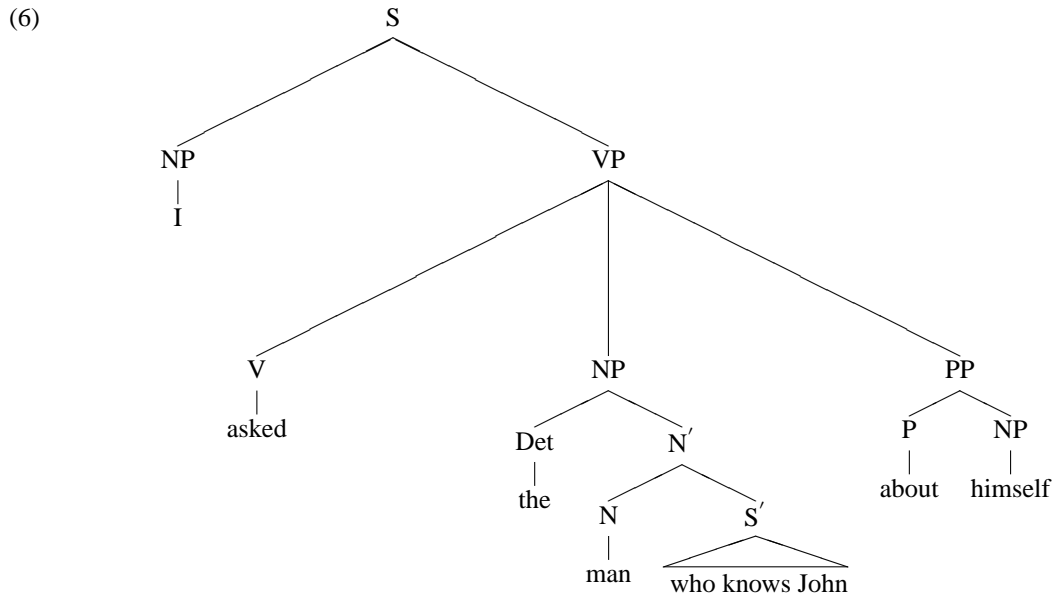 (6) S
NP VP
I
V NP PP
asked Det N′ P NP
the about himself
N S′
man who knows John